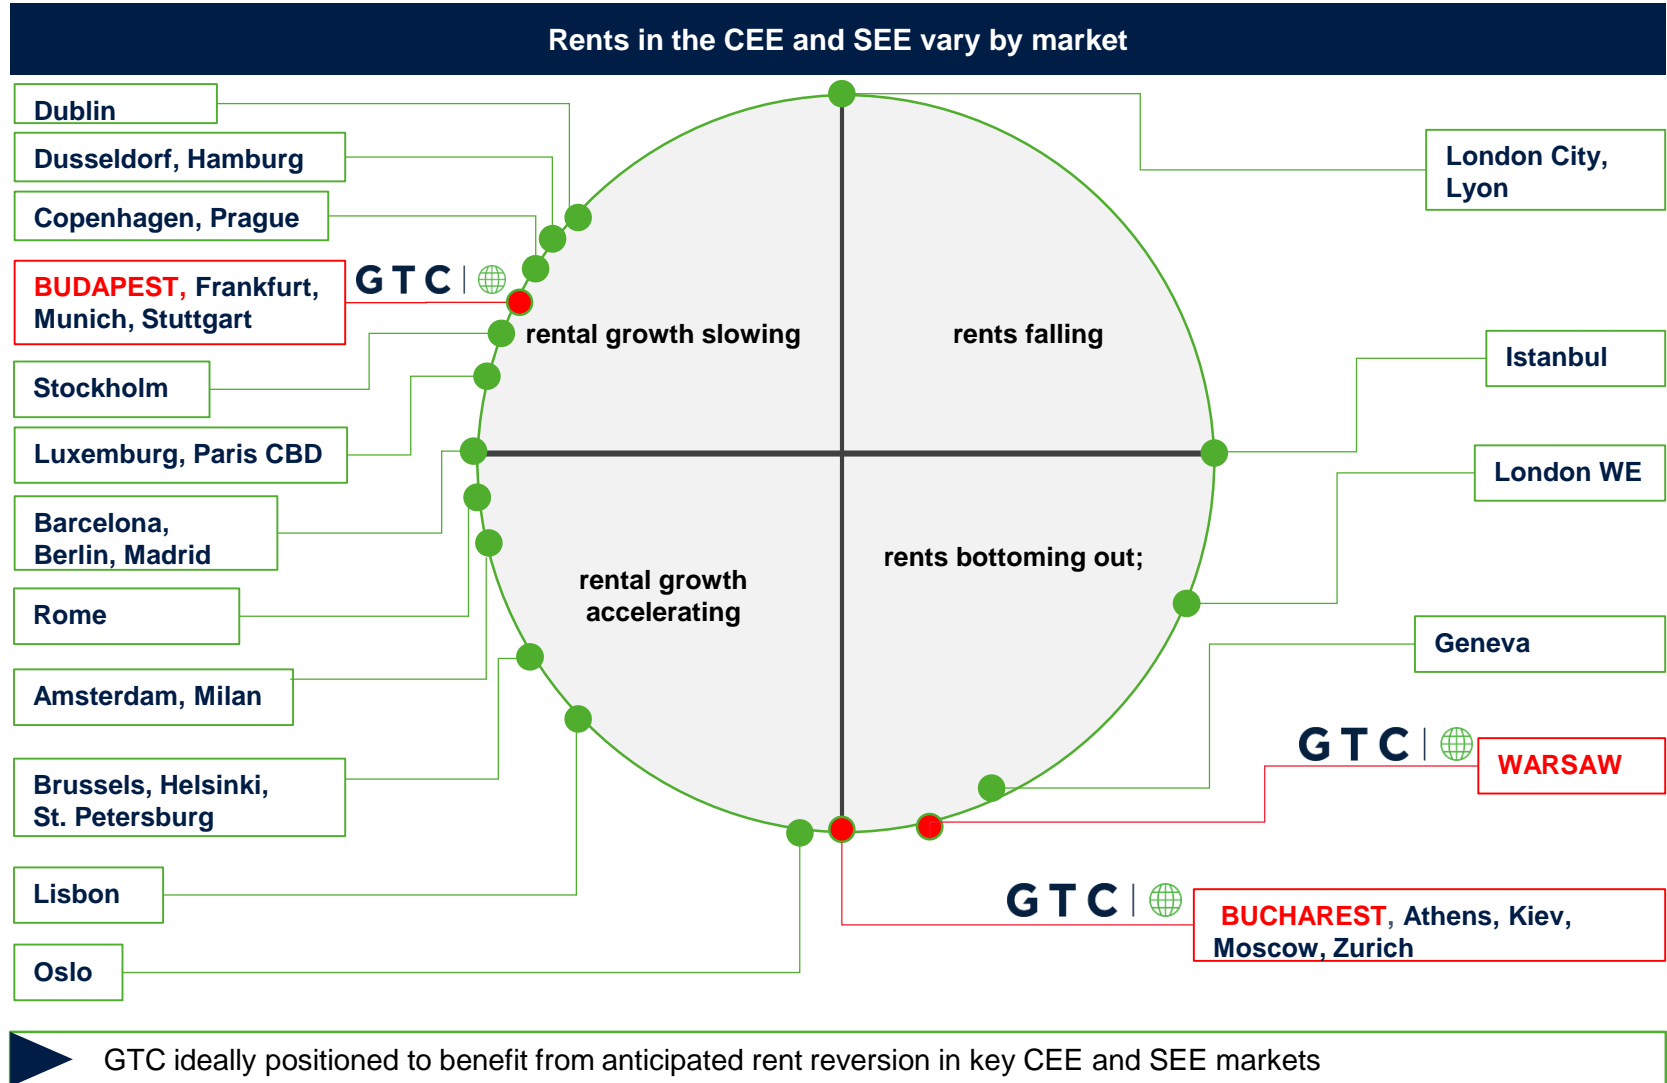 Rents in the CEE and SEE vary by market
Dublin
Dusseldorf, Hamburg
Copenhagen, Prague
BUDAPEST, Frankfurt,
Munich, Stuttgart
GTC
Stockholm
Luxemburg, Paris CBD
Barcelona,
Berlin, Madrid
Rome
Amsterdam, Milan
Brussels, Helsinki,
St. Petersburg
Lisbon
Oslo
rental growth slowing
rents falling
rental growth
accelerating
rents bottoming out;
London City,
Lyon
Istanbul
London WE
Geneva
GTC
WARSAW
GTC
BUCHAREST, Athens, Kiev,
Moscow, Zurich
GTC ideally positioned to benefit from anticipated rent reversion in key CEE and SEE markets